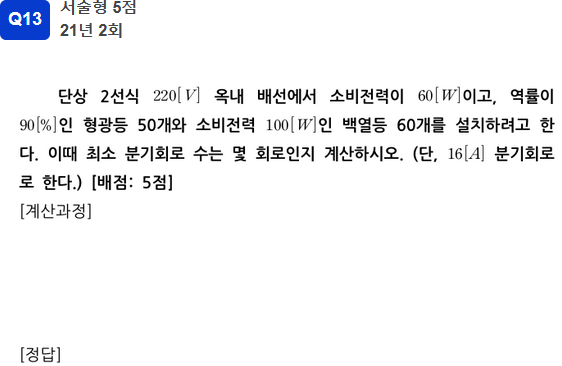 Q13
서술형 5점
21년 2회
단상 2선식 220[V] 옥내 배선에서 소비전력이 60[W]이고, 역률이
90[%]인 형광등 50개와 소비전력 100[W]인 백열등 60개를 설치하려고 한
다. 이때 최소 분기회로 수는 몇 회로인지 계산하시오. (단, 16[A] 분기회로
로 한다.) [배점: 5점]
[계산과정]
[정답]